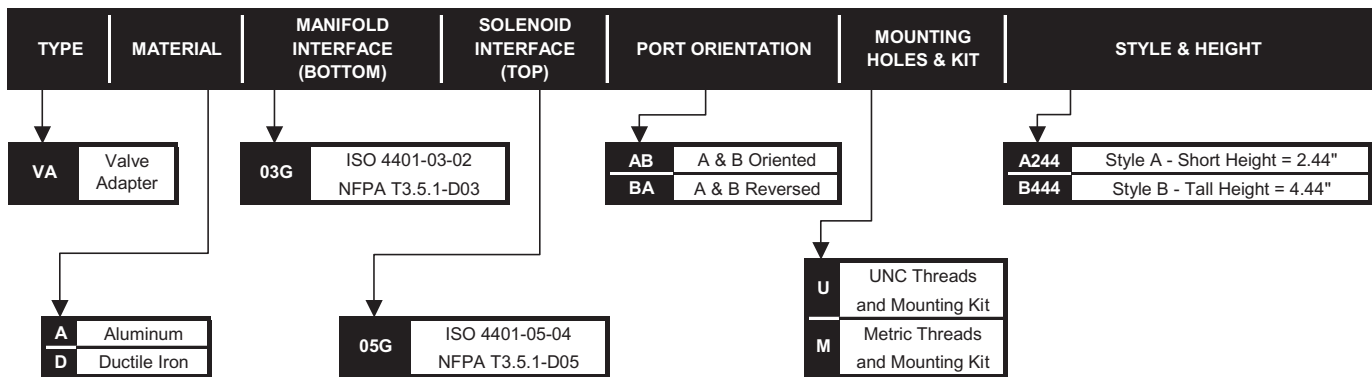 TYPE
MATERIAL
MANIFOLD
INTERFACE
(BOTTOM)
SOLENOID
INTERFACE
(TOP)
PORT ORIENTATION
MOUNTING
HOLES & KIT
STYLE & HEIGHT
VA
Valve
Adapter
03G
ISO 4401-03-02
NFPA T3.5.1-D03
AB A & B Oriented
BA A & B Reversed
A244 Style A - Short Height = 2.44"
B444 Style B - Tall Height = 4.44"
A Aluminum
D Ductile Iron
05G
ISO 4401-05-04
NFPA T3.5.1-D05
U
UNC Threads
and Mounting Kit
M
Metric Threads
and Mounting Kit